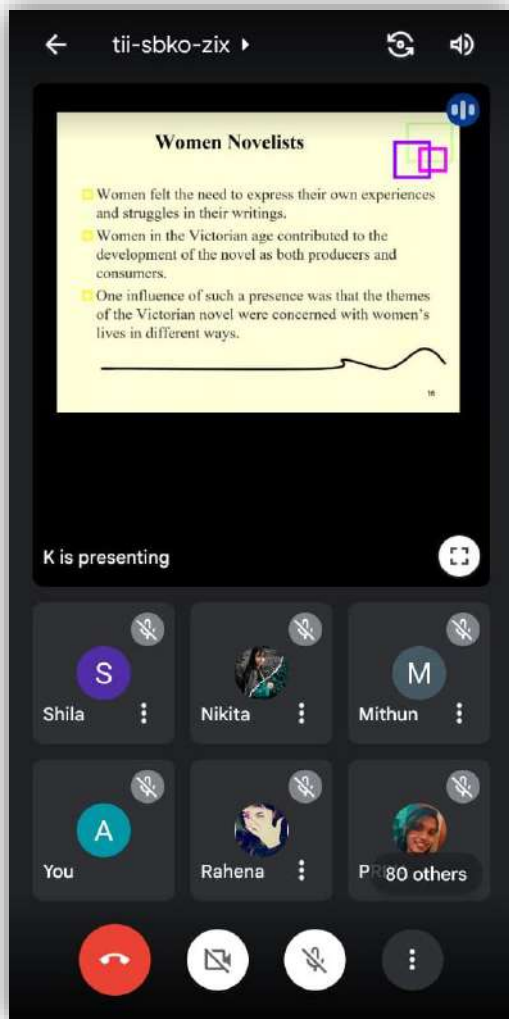 tii-sbko-zix
Women Novelists
Women felt the need to express their own experiences
and struggles in their writings.
Women in the Victorian age contributed to the
development of the novel as both producers and
consumers.
One influence of such a presence was that the themes
of the Victorian novel were concerned with women's
lives in different ways.
K is presenting
S
Shila
Nikita
M
Mithun
A
You
Rahena
80 others